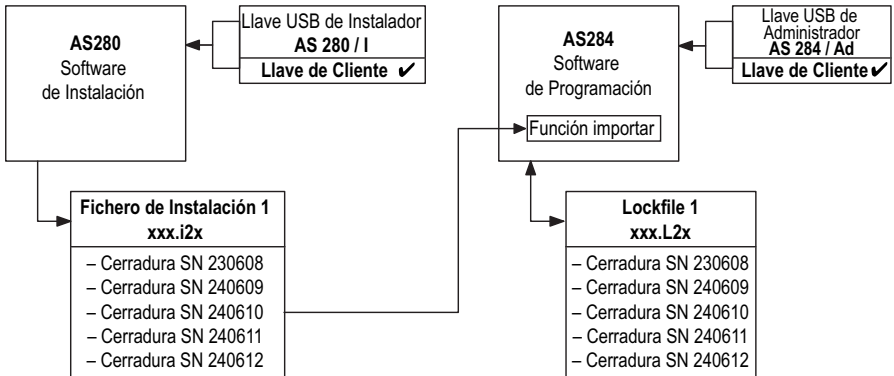 AS280
Software
de Instalación
Llave USB de Instalador
AS 280 / I
Llave de Cliente ✔
AS284
Software
de Programación
Función importar
Llave USB de
Administrador
AS 284 / Ad
Llave de Cliente ✔
Fichero de Instalación 1
xxx.i2x
– Cerradura SN 230608
– Cerradura SN 240609
– Cerradura SN 240610
– Cerradura SN 240611
– Cerradura SN 240612
Lockfile 1
xxx.L2x
– Cerradura SN 230608
– Cerradura SN 240609
– Cerradura SN 240610
– Cerradura SN 240611
– Cerradura SN 240612